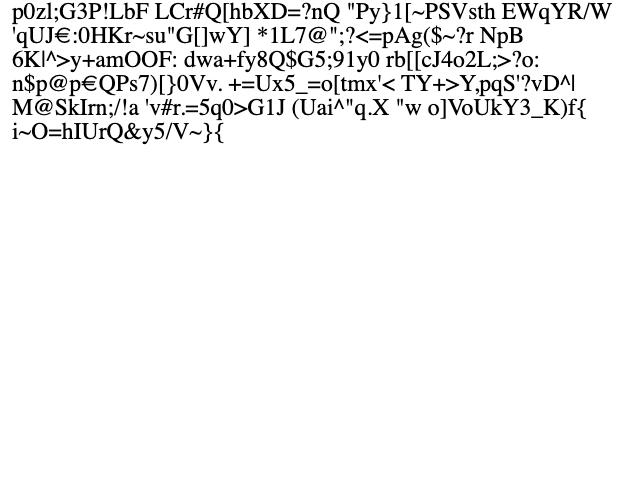 p0zl;G3P!LbF LCr#Q[hbXD=?nQ "Py}1[~PSVsth EWqYR/W
'qUJ€:0HKr~su"G[]wY] *1L7@";?<=pAg($~?r NpB
6K|^>y+amOOF: dwa+fy8Q$G5;91y0 rb[[cJ4o2L;>?o:
n$p@p€QPs7)[}0Vv. +=Ux5_=o[tmx'< TY+>Y,pqS'?vD^|
M@SkIrn;/!a 'v#r.=5q0>G1J (Uai^"q.X "w o]VoUkY3_K)f{
i~O=hIUrQ&y5/V~}{